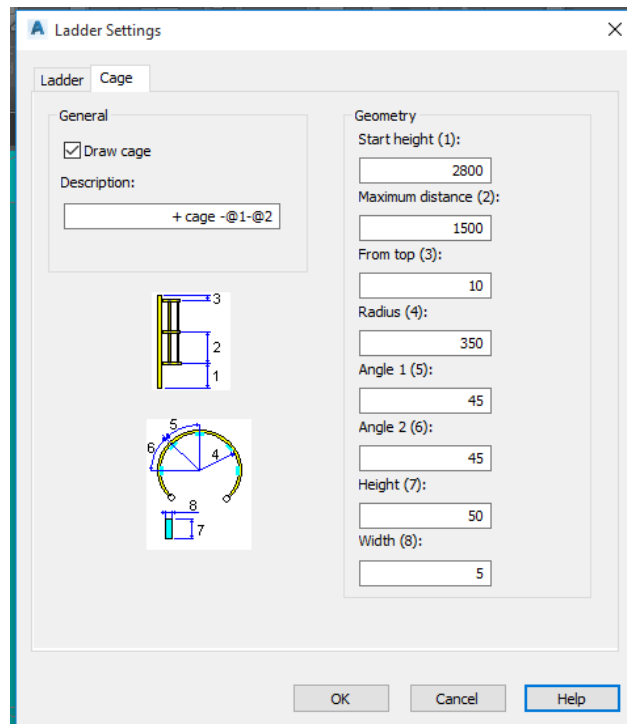 Ladder Settings
Ladder
Cage
General
Draw cage
Description:
+ cage -@1-@2
3
2
1
5
6
4
8
7
Geometry
Start height (1):
2800
Maximum distance (2):
1500
From top (3):
10
Radius (4):
350
Angle 1 (5):
45
Angle 2 (6):
45
Height (7):
50
Width (8):
5
OK
Cancel
Help